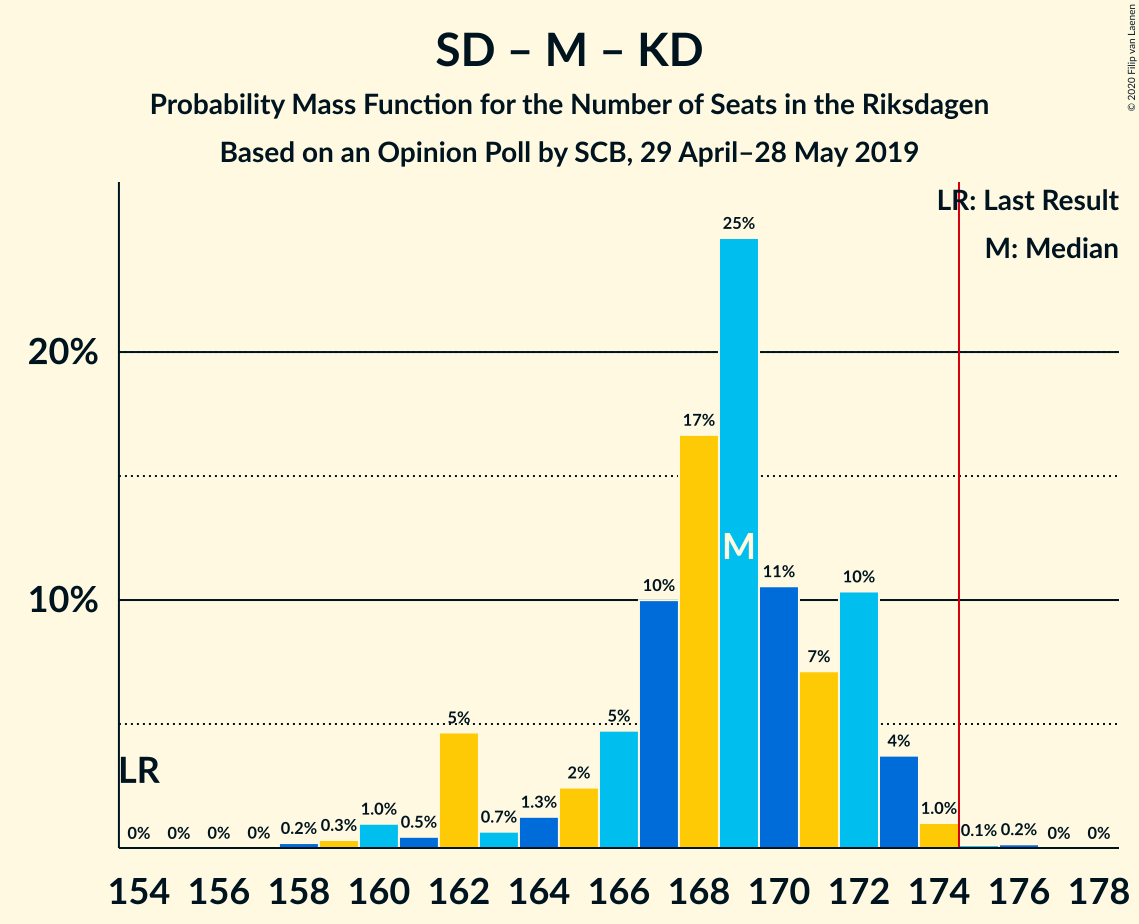 SD – M – KD
Probability Mass Function for the Number of Seats in the Riksdagen
Based on an Opinion Poll by SCB, 29 April–28 May 2019
© 2020 Filip van Laenen
LR: Last Result
M: Median
20%
10%
LR
M
0% 0% 0% 0% 0.2% 0.3% 1.0% 0.5% 5% 0.7% 1.3% 2% 5% 10% 17% 25% 11% 7% 10% 4% 1.0% 0.1% 0.2% 0% 0%
154 156 158 160 162 164 166 168 170 172 174 176 178